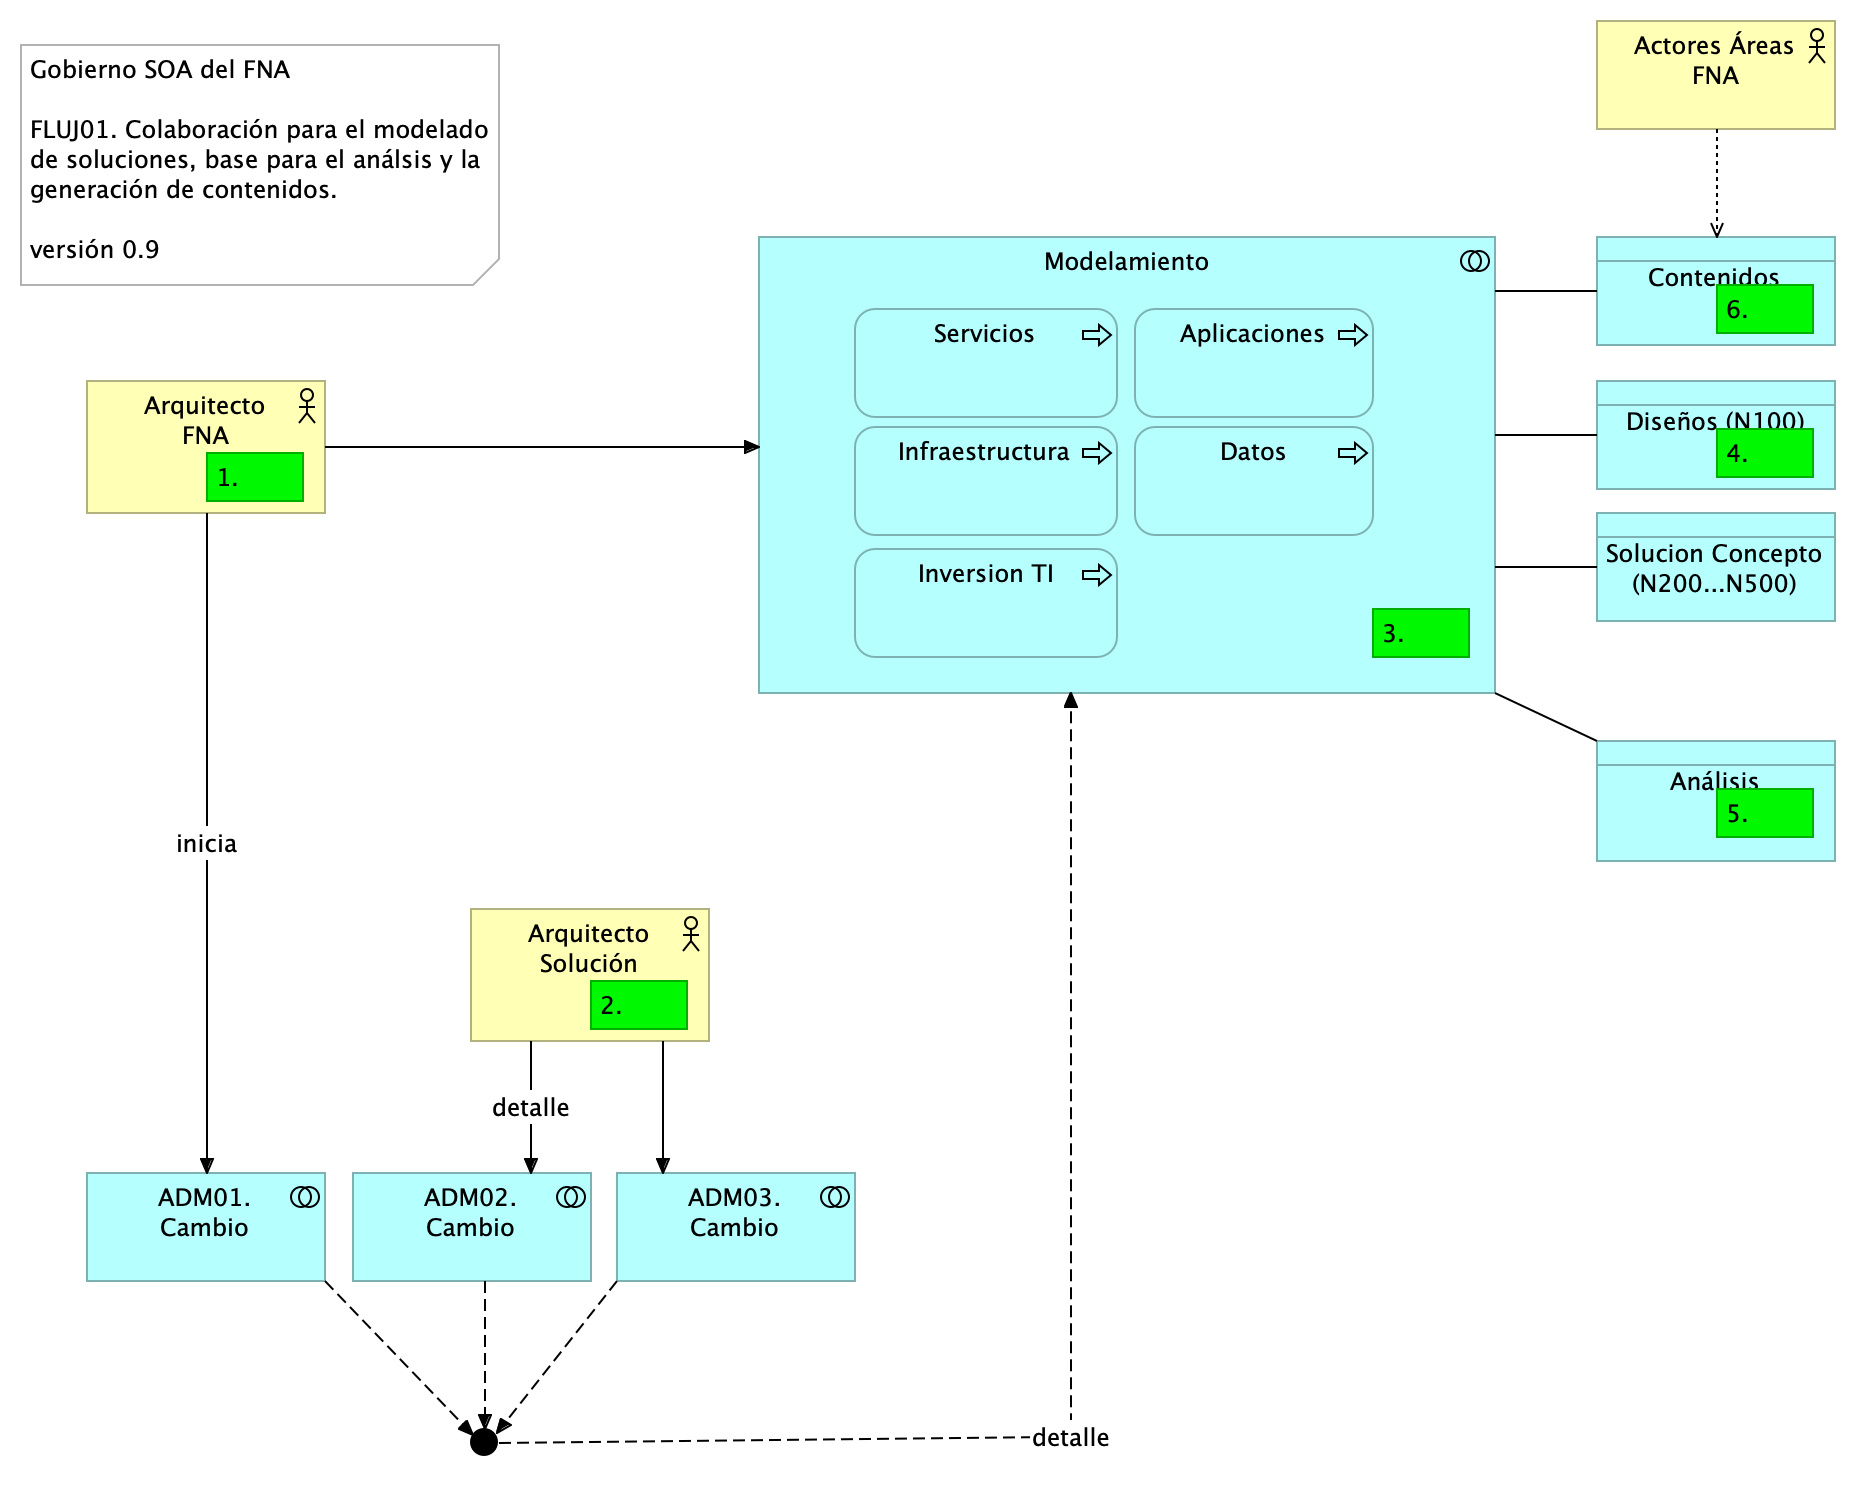 Gobierno SOA del FNA
FLUJ01. Colaboración para el modelado
de soluciones, base para el análsis y la
generación de contenidos.
versión 0.9
Actores Áreas
FNA
Modelamiento
Servicios
Aplicaciones
Infraestructura
Datos
Inversion TI
3.
Contenidos
6.
Diseños (N100)
4.
Solucion Concepto
(N200...N500)
Análisis
5.
Arquitecto
FNA
1.
inicia
Arquitecto
Solución
2.
detalle
ADM01.
Cambio
ADM02.
Cambio
ADM03.
Cambio
detalle